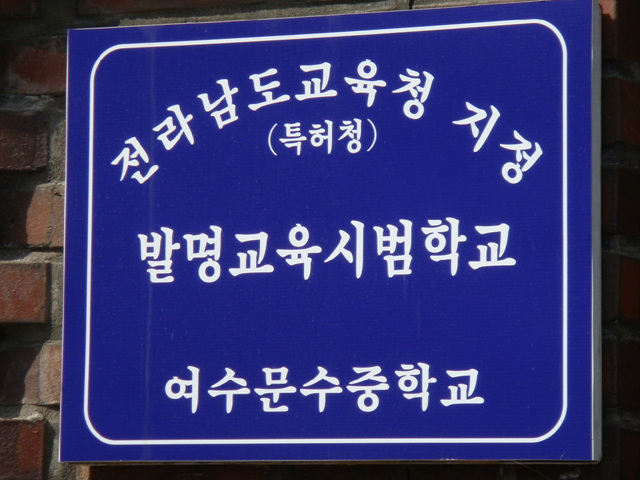 전라남도교육청 지정
(특허청)
발명교육시범학교
여수문수중학교